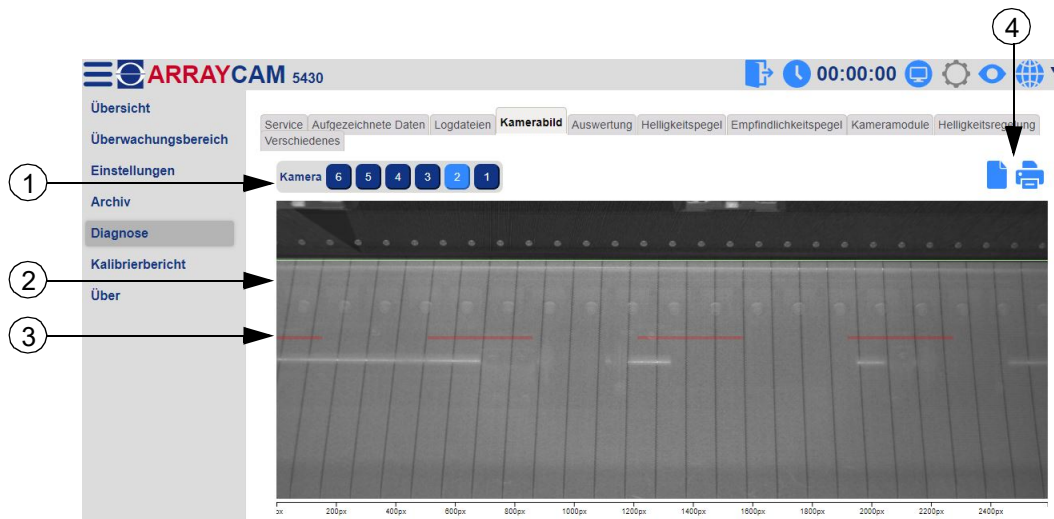 4
ARRAYCAM 5430
00:00:00
Übersicht
Überwachungsbereich
Einstellungen
Archiv
Diagnose
Kalibrierbericht
Über
Service Aufgezeichnete Daten Logdateien Kamerabild Auswertung Helligkeitspegel Empfindlichkeitspegel Kameramodule Helligkeitsregelung
Verschiedenes
1
Kamera 6 5 4 3 2 1
2
3
px 200px 400px 600px 800px 1000px 1200px 1400px 1600px 1800px 2000px 2200px 2400px